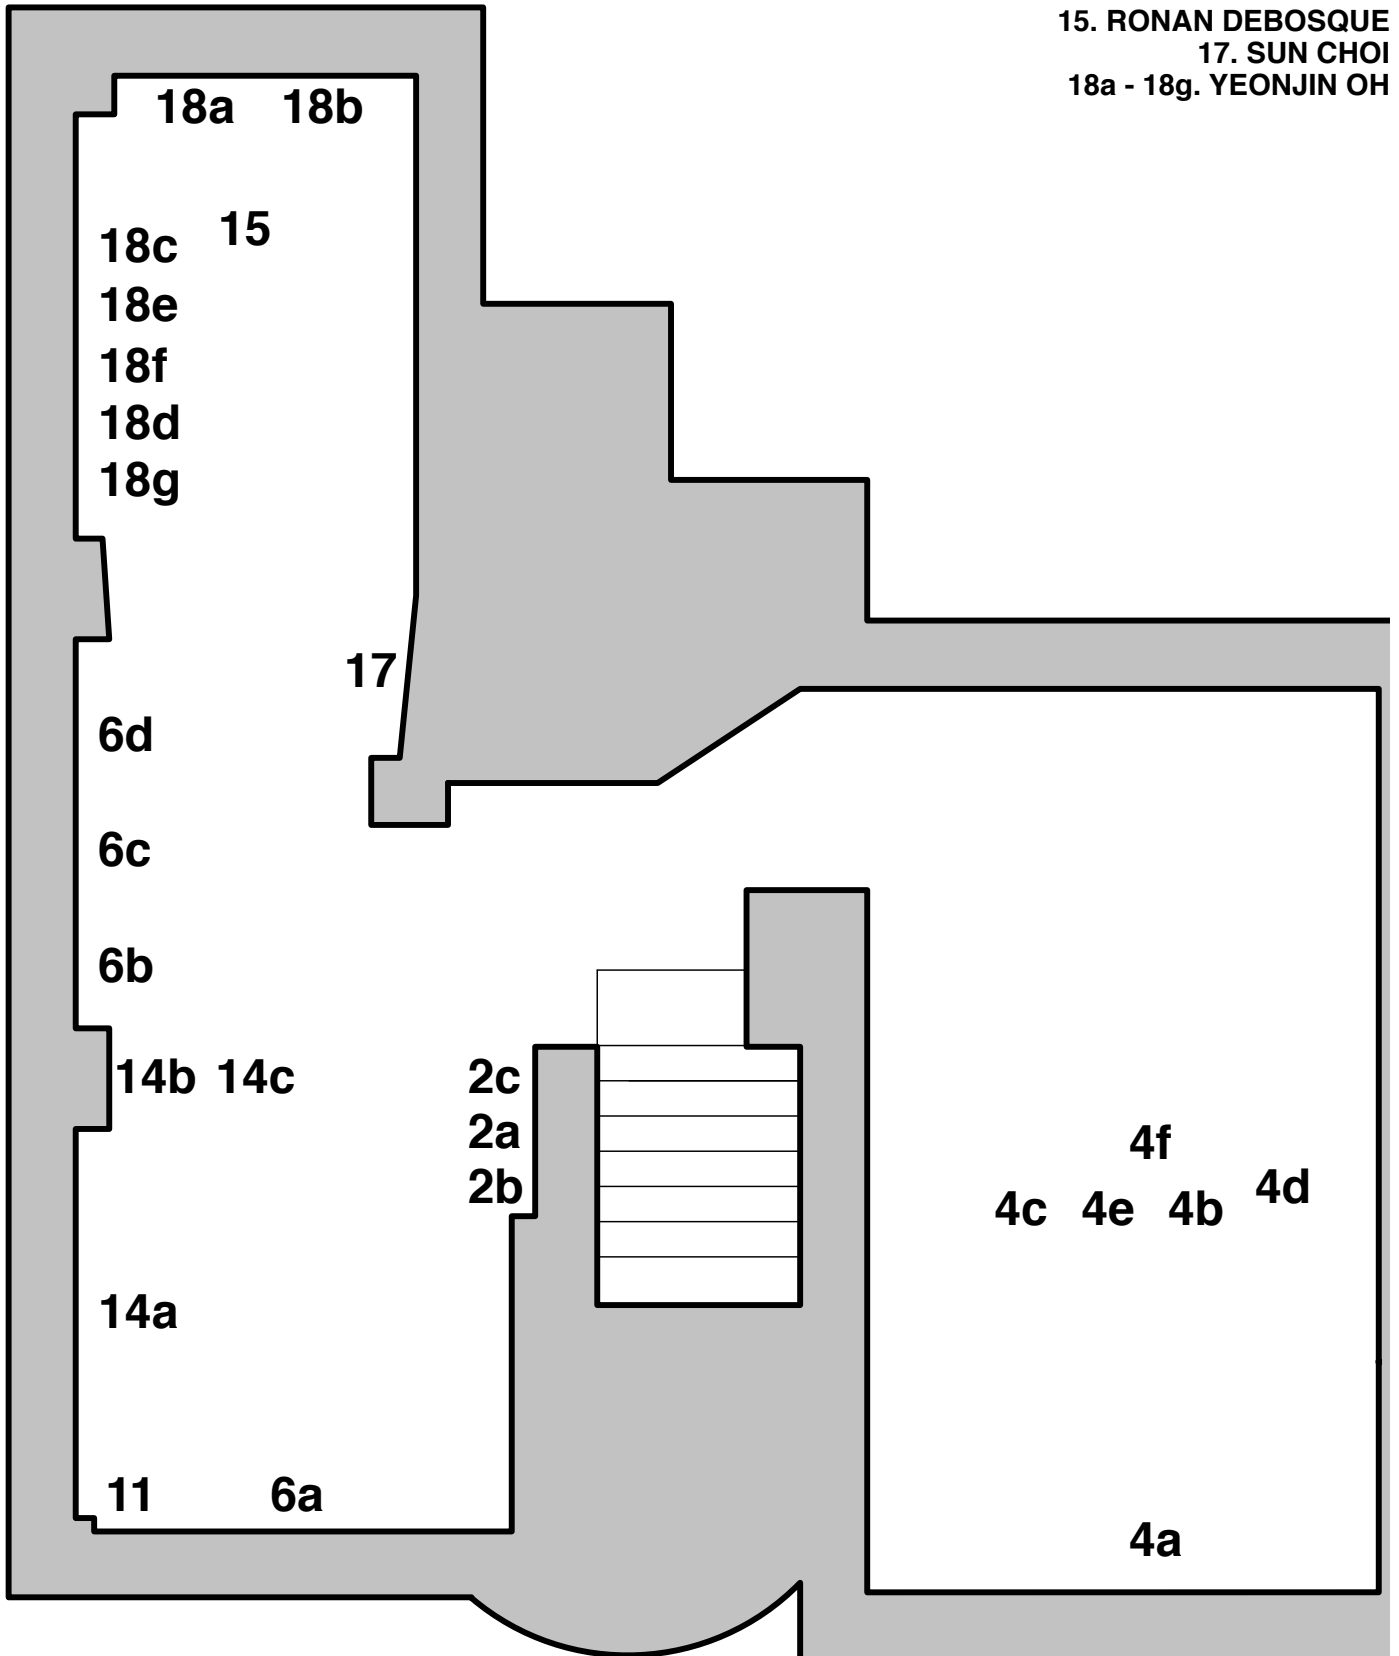 15. RONAN DEBOSQUE
17. SUN CHOI
18a - 18g. YEONJIN OH
18a 18b
15
18c
18e
18f
18d
18g
17
6d
6c
6b
14b 14c
2c
2a
2b
4f
4d
4c 4e 4b
14a
11 6a
4a